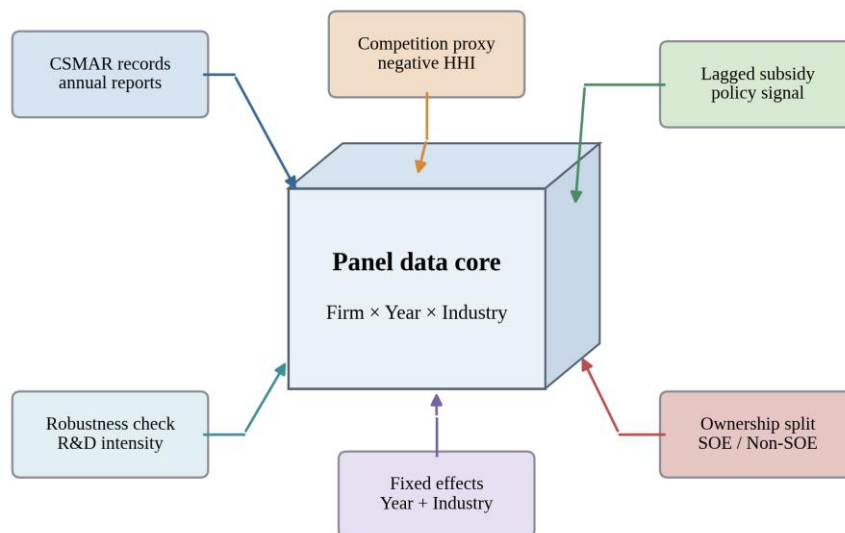 CSMAR records
annual reports
Competition proxy
negative HHI
Lagged subsidy
policy signal
Panel data core
Firm × Year × Industry
Robustness check
R&D intensity
Fixed effects
Year + Industry
Ownership split
SOE / Non-SOE